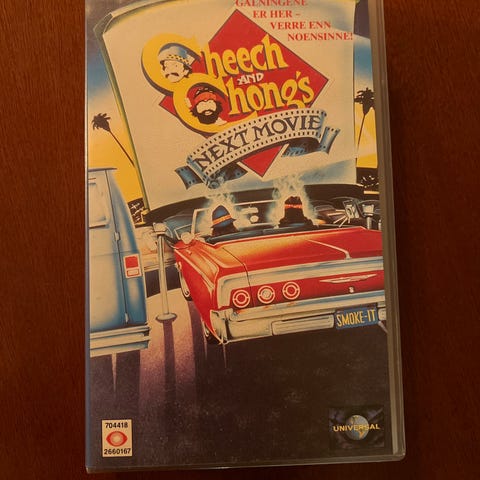 GALNINGENE
ER HER –
VERRE ENN
NOENSINNE!
Cheech
AND
Chong's
NEXT MOVIE
SMOKE-IT
704418
2660167
UNIVERSAL